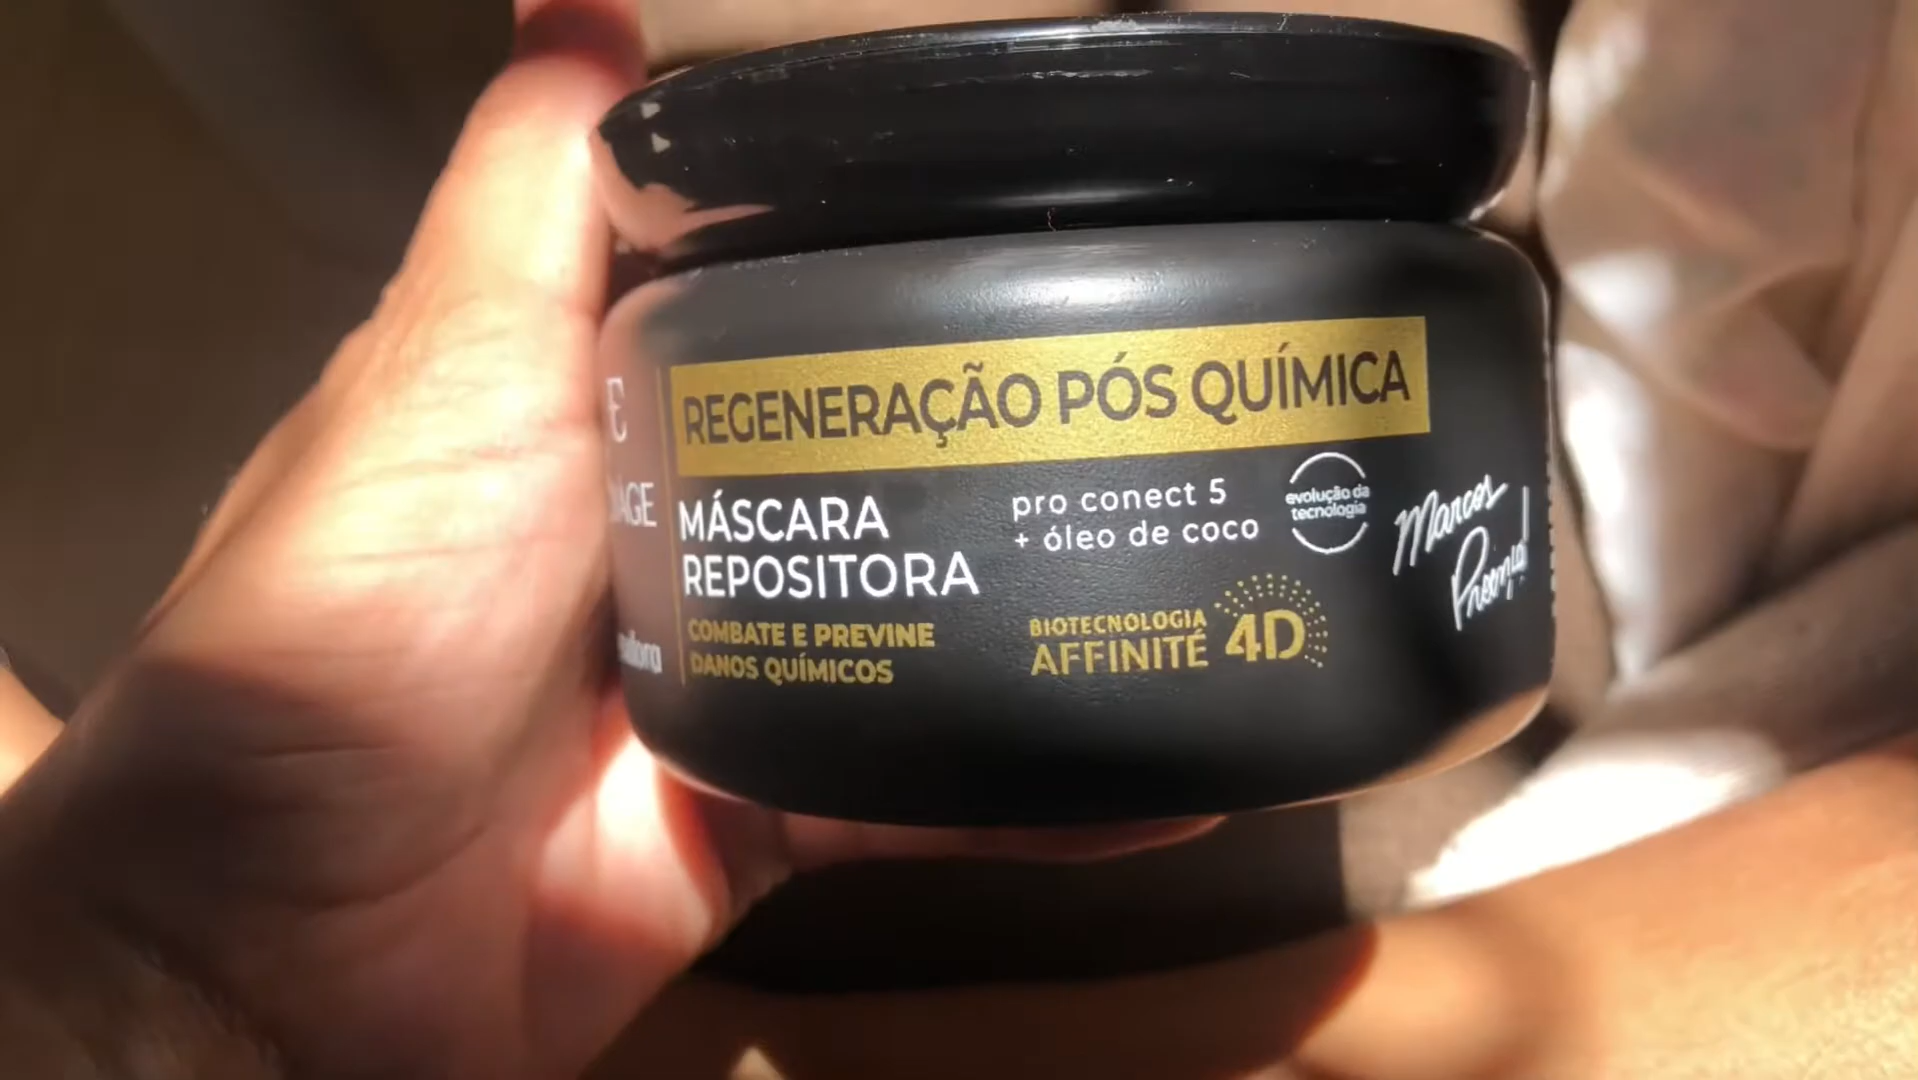 REGENERAÇÃO PÓS QUÍMICA
MÁSCARA
REPOSITORA
COMBATE E PREVINE
DANOS QUÍMICOS
pro conect 5
+ óleo de coco
evolução da
tecnologia
BIOTECNOLOGIA
AFFINITÉ 4D
Marcos